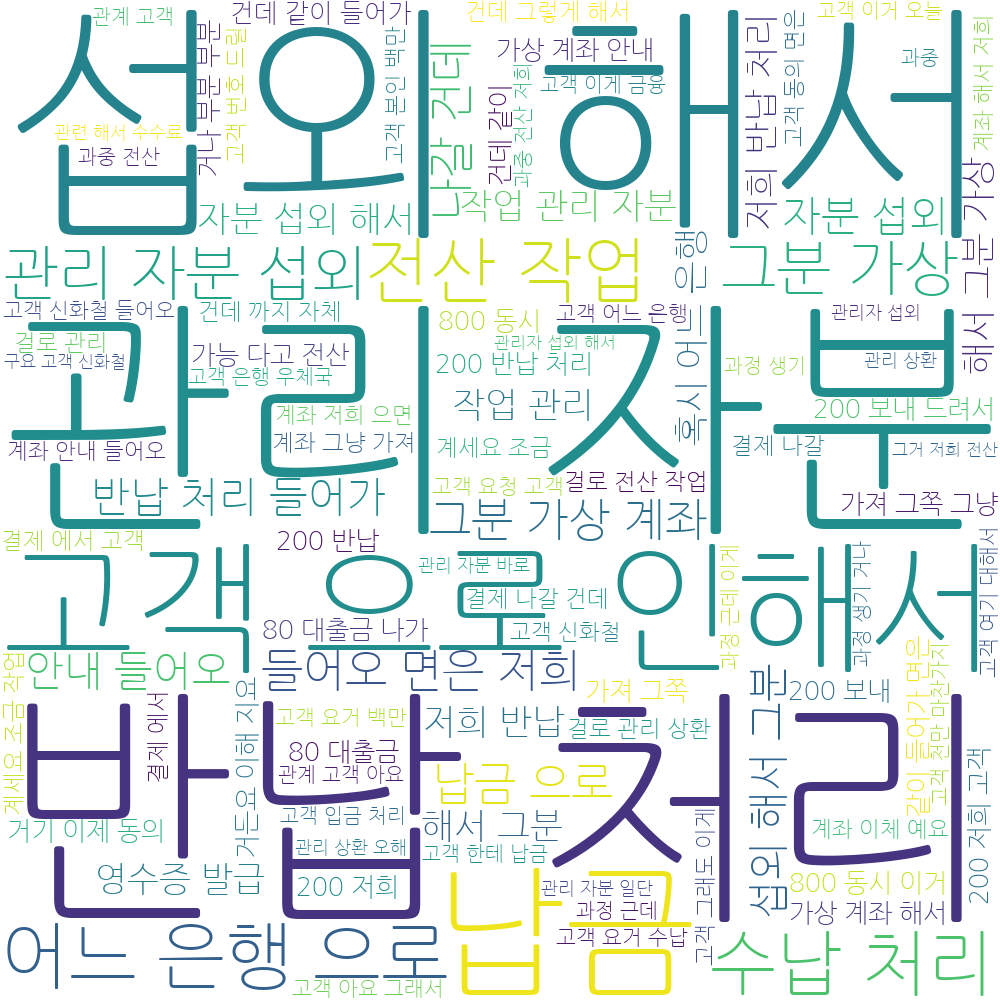 관계 고객
건데 같이 들어가
건데 그렇게 해서
고객 이거 오늘
섭외 해서
가상 계좌 안내
고객 이게 금융
과중
관련 해서 수수료
과중 전산
거나 부분 부분
고객 번호 드릴
고객 본인 백만
나갈 건데
건데 같이
과중 전산 저희
저희 반납 처리
고객 동의 면은
계좌 해서 저희
자분 섭외 해서
작업 관리 자분
자분 섭외
그분 가상
관리 자분 섭외
전산 작업
은행
그분 가상
고객 신화철 들어오
건데 까지 자체
800 동시
고객 어느 은행
관리자 섭외
해서
관리 자분
걸로 관리
구요 고객 신화철
가능 다고 전산
고객 은행 우체국
관리자 섭외 해서
200 반납 처리
혹시 어느
과정 생기
관리 상환
계좌 저희 으면
작업 관리
200 보내 드려서
계좌 안내 들어오
계좌 그냥 가져
계세요 조금
결제 나갈
그거 저희 전산
반납 처리 들어가
고객 요청 고객
걸로 전산 작업
가져 그쪽 그냥
그분 가상 계좌
결제 에서 고객
200 반납
고객 으로 인해서
관리 자분 바로
결제 나갈 건데
80 대출금 나가
고객 신화철
과정 근데 이게
과정 생기 거나
고객 여기 대해서
안내 들어오
들어오 면은 저희
가져 그쪽
200 보내
계세요 조금 작업
결제 에서
거든요 이해 지요
반납 처리
고객 요거 백만
저희 반납
걸로 관리 상환
섭외 해서 그분
같이 들어가 면은
고객 천만 마찬가지
80 대출금
관계 고객 아요
납금 으로
고객 입금 처리
해서 그분
거기 이제 동의
계좌 이체 예요
관리 상환 오해
고객 한테 납금
고객 그래도 이게
200 저희 고객
영수증 발급
200 저희
납금
관리 자분 일단
800 동시 이거
과정 근데
가상 계좌 해서
고객 요거 수납
어느 은행 으로
고객 아요 그래서
수납 처리